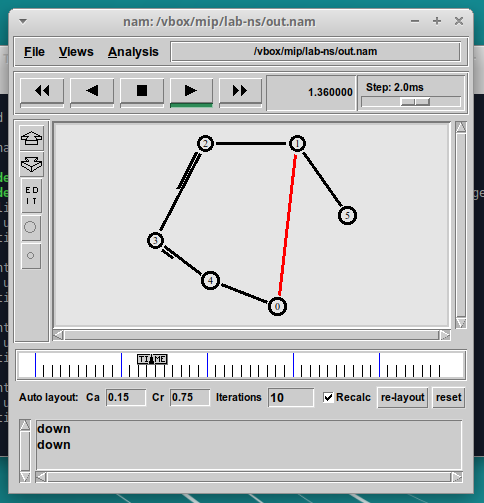 nam: /vbox/mip/lab-ns/out.nam
File Views Analysis /vbox/mip/lab-ns/out.nam
1.360000 Step: 2.0ms
EDIT
2 1
5
3
4
0
TIME
Auto layout: Ca 0.15 Cr 0.75 Iterations 10 Recalc re-layout reset
down
down